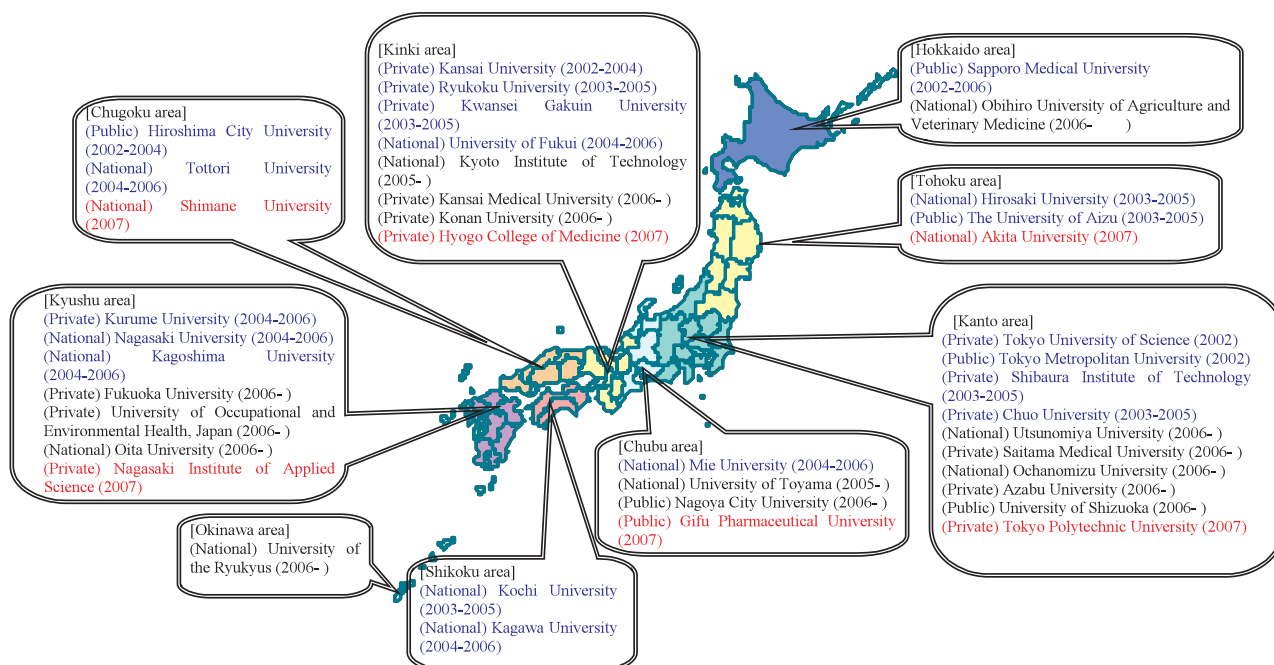 [Kinki area]
(Private) Kansai University (2002-2004)
(Private) Ryukoku University (2003-2005)
(Private) Kwansei Gakuin University
(2003-2005)
(National) University of Fukui (2004-2006)
(National) Kyoto Institute of Technology
(2005- )
(Private) Kansai Medical University (2006- )
(Private) Konan University (2006- )
(Private) Hyogo College of Medicine (2007)
[Hokkaido area]
(Public) Sapporo Medical University
(2002-2006)
(National) Obihiro University of Agriculture and
Veterinary Medicine (2006- )
[Chugoku area]
(Public) Hiroshima City University
(2002-2004)
(National) Tottori University
(2004-2006)
(National) Shimane University
(2007)
[Tohoku area]
(National) Hirosaki University (2003-2005)
(Public) The University of Aizu (2003-2005)
(National) Akita University (2007)
[Kyushu area]
(Private) Kurume University (2004-2006)
(National) Nagasaki University (2004-2006)
(National) Kagoshima University
(2004-2006)
(Private) Fukuoka University (2006- )
(Private) University of Occupational and
Environmental Health, Japan (2006- )
(National) Oita University (2006- )
(Private) Nagasaki Institute of Applied
Science (2007)
[Kanto area]
(Private) Tokyo University of Science (2002)
(Public) Tokyo Metropolitan University (2002)
(Private) Shibaura Institute of Technology
(2003-2005)
(Private) Chuo University (2003-2005)
(National) Utsunomiya University (2006- )
(Private) Saitama Medical University (2006- )
(National) Ochanomizu University (2006- )
(Private) Azabu University (2006- )
(Public) University of Shizuoka (2006- )
(Private) Tokyo Polytechnic University (2007)
[Chubu area]
(National) Mie University (2004-2006)
(National) University of Toyama (2005- )
(Public) Nagoya City University (2006- )
(Public) Gifu Pharmaceutical University
(2007)
[Okinawa area]
(National) University of
the Ryukyus (2006- )
[Shikoku area]
(National) Kochi University
(2003-2005)
(National) Kagawa University
(2004-2006)